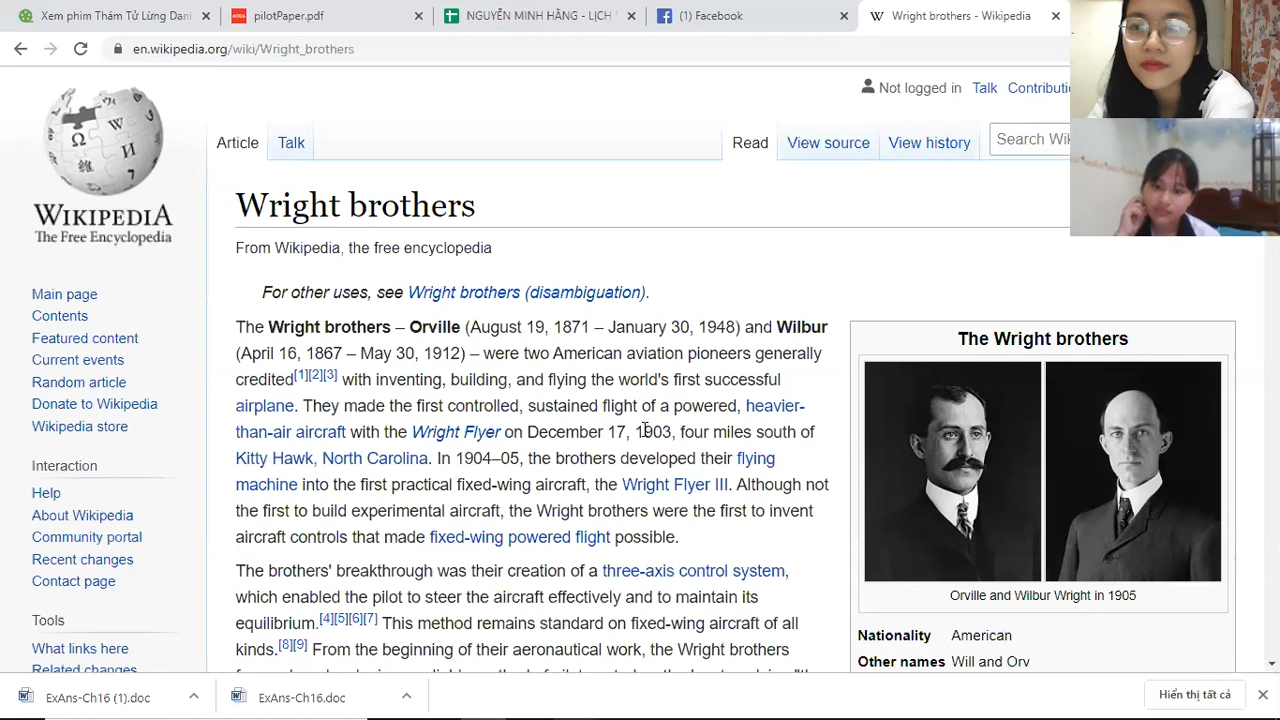 Xem phim Thám Tử Lừng Dan
pilotPaper.pdf
NGUYỄN MINH HẰNG - LỊCH
(1) Facebook
Wright brothers - Wikipedia
en.wikipedia.org/wiki/Wright_brothers
Not logged in Talk Contributi
Article Talk Read View source View history Search Wi
WIKIPEDIA
The Free Encyclopedia
Wright brothers
From Wikipedia, the free encyclopedia
For other uses, see Wright brothers (disambiguation).
The Wright brothers – Orville (August 19, 1871 – January 30, 1948) and Wilbur
(April 16, 1867 – May 30, 1912) – were two American aviation pioneers generally
credited[1][2][3] with inventing, building, and flying the world's first successful
airplane. They made the first controlled, sustained flight of a powered, heavier-
than-air aircraft with the Wright Flyer on December 17, 1903, four miles south of
Kitty Hawk, North Carolina. In 1904–05, the brothers developed their flying
machine into the first practical fixed-wing aircraft, the Wright Flyer III. Although not
the first to build experimental aircraft, the Wright brothers were the first to invent
aircraft controls that made fixed-wing powered flight possible.
The brothers' breakthrough was their creation of a three-axis control system,
which enabled the pilot to steer the aircraft effectively and to maintain its
equilibrium.[4][5][6][7] This method remains standard on fixed-wing aircraft of all
kinds.[8][9] From the beginning of their aeronautical work, the Wright brothers
The Wright brothers
Orville and Wilbur Wright in 1905
Nationality American
Other names Will and Orv
Main page
Contents
Featured content
Current events
Random article
Donate to Wikipedia
Wikipedia store
Interaction
Help
About Wikipedia
Community portal
Recent changes
Contact page
Tools
What links here
Related changes
ExAns-Ch16 (1).doc
ExAns-Ch16.doc
Hiển thị tất cả